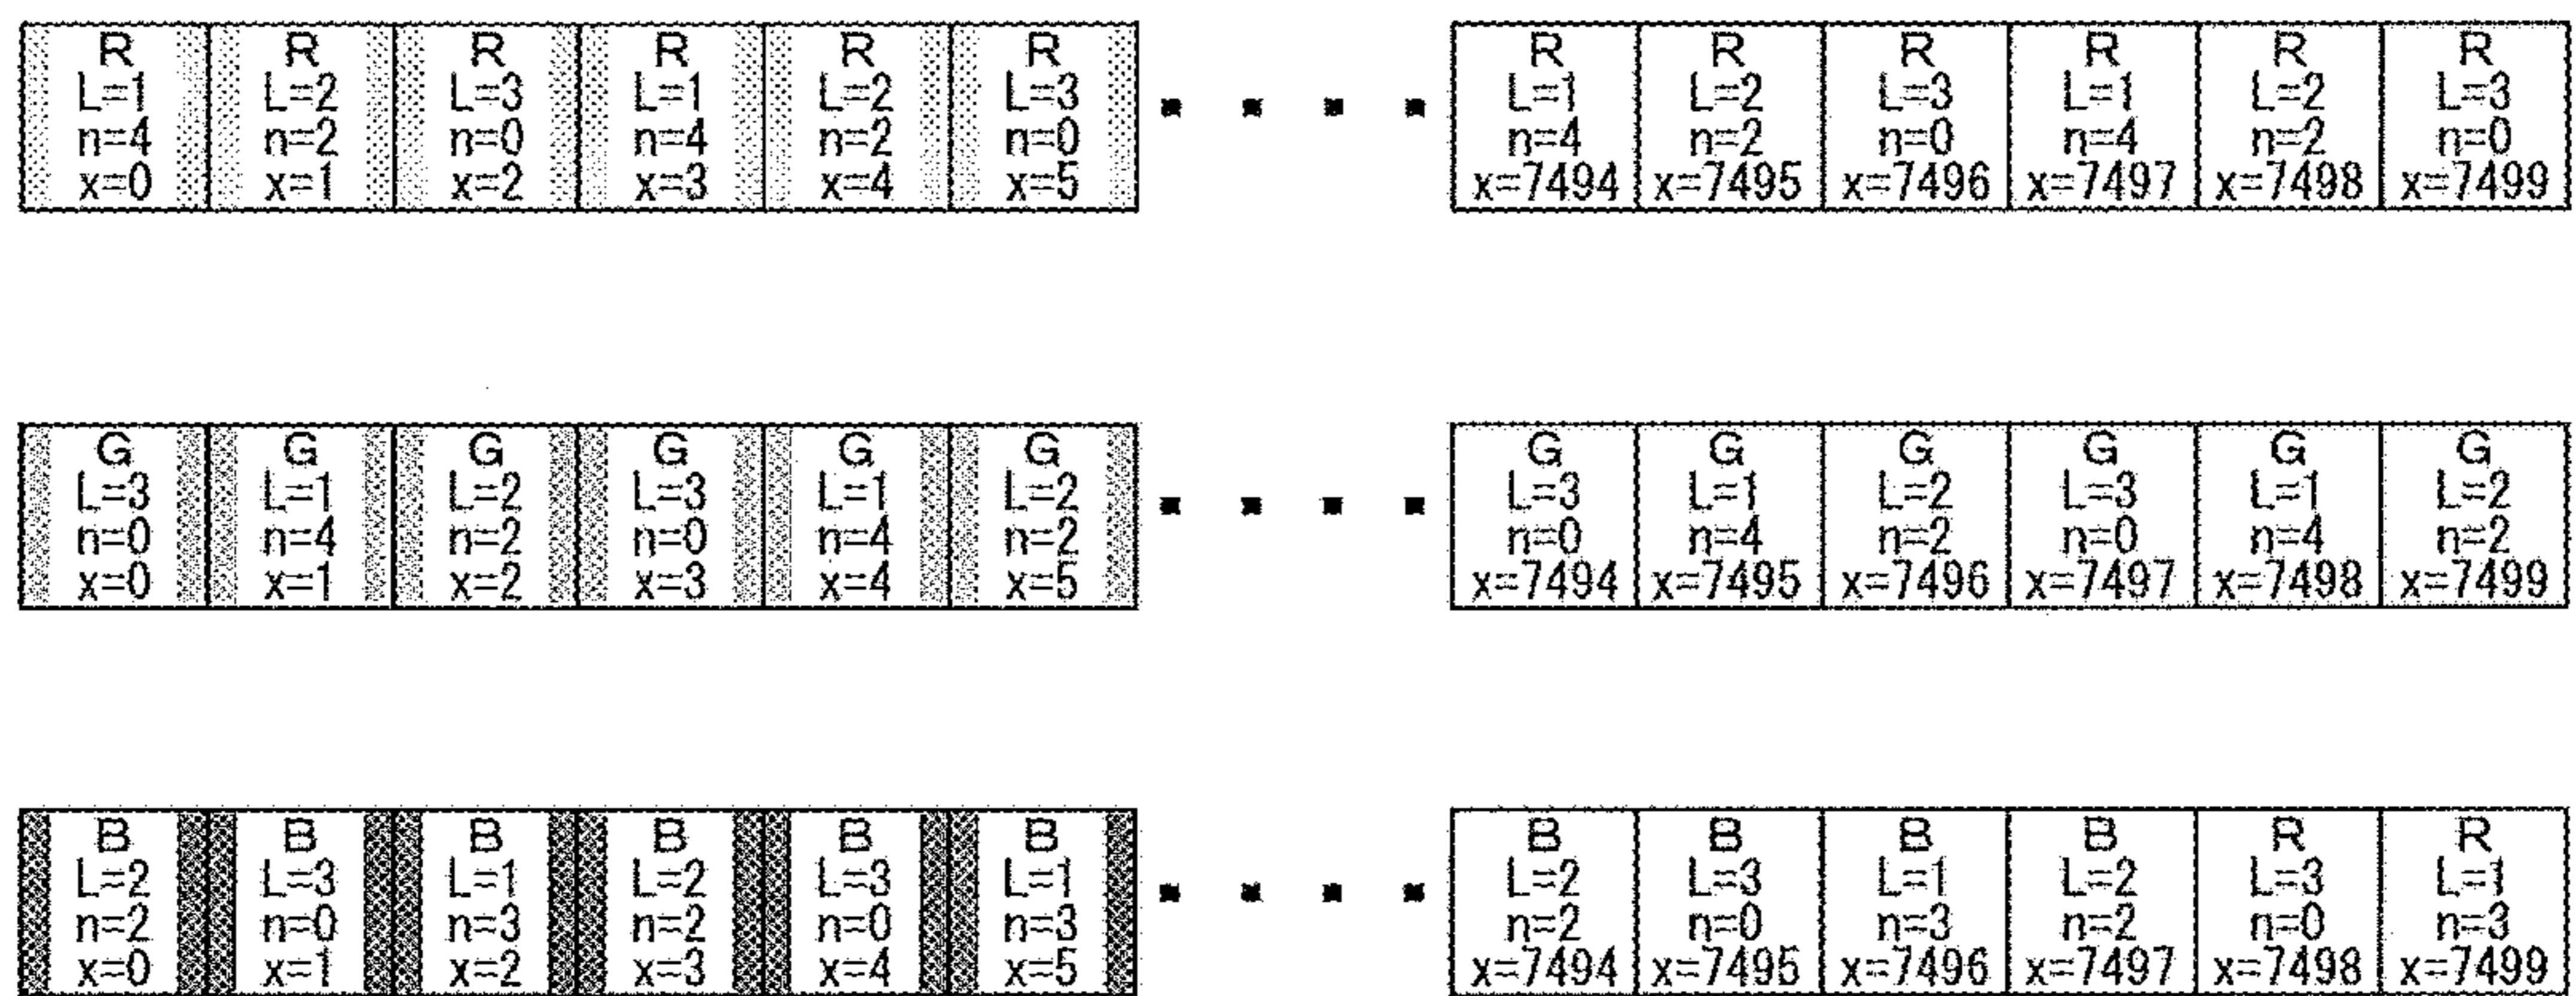 R R R R R R R R R R R R
L=1 L=2 L=3 L=1 L=2 L=3 L=1 L=2 L=3 L=1 L=2 L=3
n=4 n=2 n=0 n=4 n=2 n=0 n=4 n=2 n=0 n=4 n=2 n=0
x=0 x=1 x=2 x=3 x=4 x=5 x=7494 x=7495 x=7496 x=7497 x=7498 x=7499
G G G G G G G G G G G G
L=3 L=1 L=2 L=3 L=1 L=2 L=3 L=1 L=2 L=3 L=1 L=2
n=0 n=4 n=2 n=0 n=4 n=2 n=0 n=4 n=2 n=0 n=4 n=2
x=0 x=1 x=2 x=3 x=4 x=5 x=7494 x=7495 x=7496 x=7497 x=7498 x=7499
B B B B B B B B B B R R
L=2 L=3 L=1 L=2 L=3 L=1 L=2 L=3 L=1 L=2 L=3 L=1
n=2 n=0 n=3 n=2 n=0 n=3 n=2 n=0 n=3 n=2 n=0 n=3
x=0 x=1 x=2 x=3 x=4 x=5 x=7494 x=7495 x=7496 x=7497 x=7498 x=7499